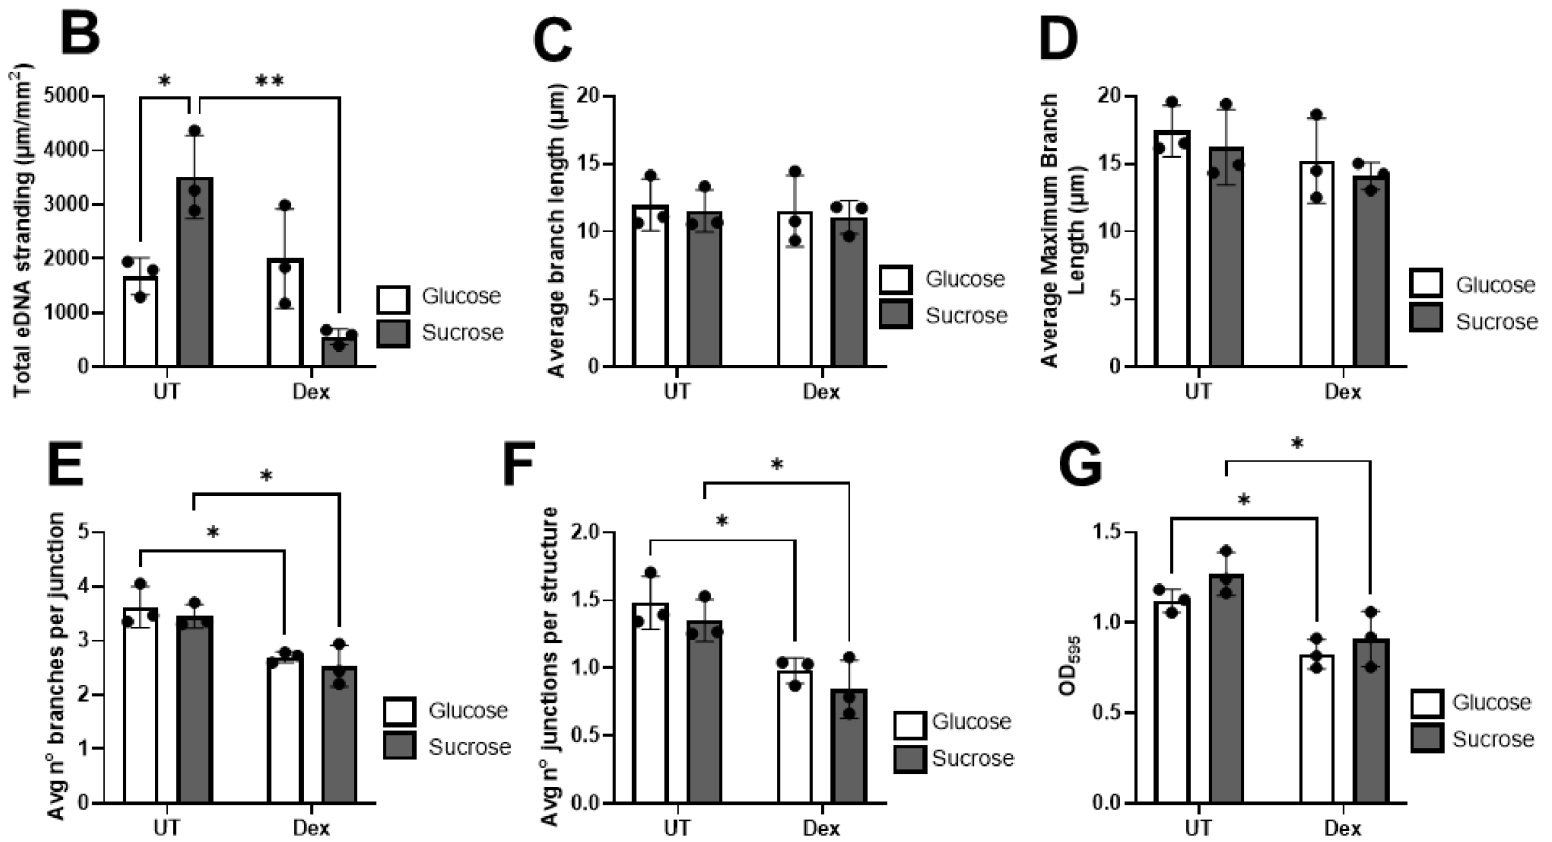 B
Total eDNA stranding (µm/mm²)
5000
4000
3000
2000
1000
0
*
**
UT
Dex
Glucose
Sucrose
C
Average branch length (µm)
20
15
10
5
0
UT
Dex
Glucose
Sucrose
D
Average Maximum Branch
Length (µm)
20
15
10
5
0
UT
Dex
Glucose
Sucrose
E
Avg n° branches per junction
5
4
3
2
1
0
*
*
UT
Dex
Glucose
Sucrose
F
Avg n° junctions per structure
2.0
1.5
1.0
0.5
0.0
*
*
UT
Dex
Glucose
Sucrose
G
OD₅₉₅
1.5
1.0
0.5
0.0
*
*
UT
Dex
Glucose
Sucrose